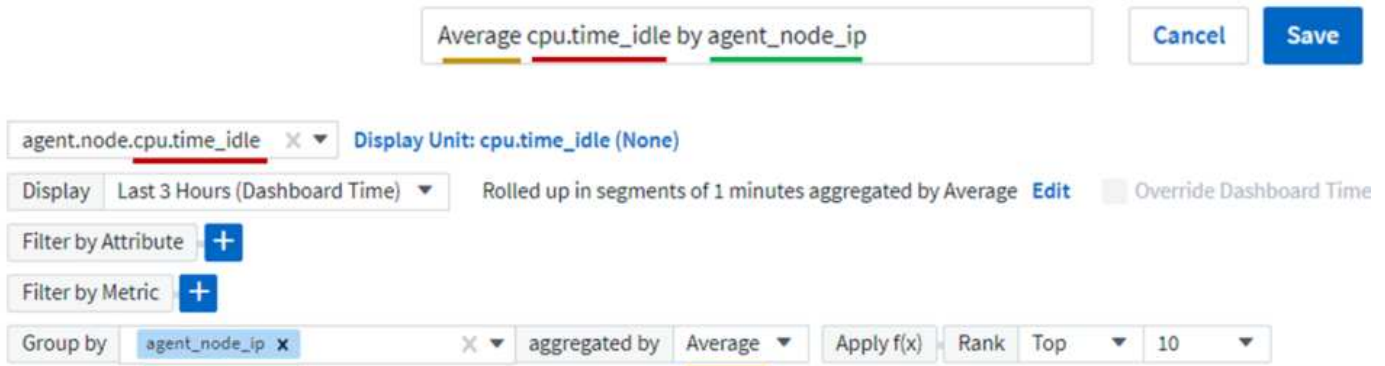 Average cpu.time_idle by agent_node_ip
Cancel
Save
agent.node.cpu.time_idle × Display Unit: cpu.time_idle (None)
Display Last 3 Hours (Dashboard Time) Rolled up in segments of 1 minutes aggregated by Average Edit Override Dashboard Time
Filter by Attribute +
Filter by Metric +
Group by agent_node_ip x × aggregated by Average Apply f(x) Rank Top 10